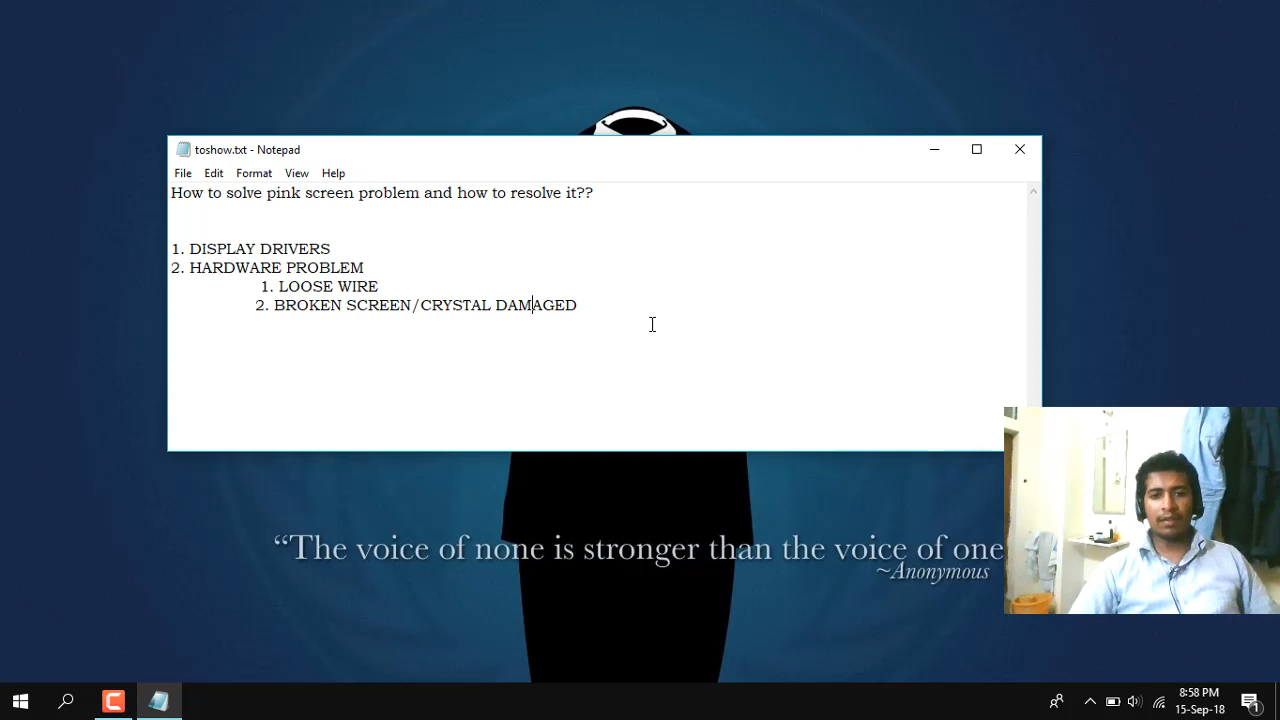 toshow.txt - Notepad
File Edit Format View Help
How to solve pink screen problem and how to resolve it??
1. DISPLAY DRIVERS
2. HARDWARE PROBLEM
1. LOOSE WIRE
2. BROKEN SCREEN/CRYSTAL DAMAGED
“The voice of none is stronger than the voice of one
~Anonymous
8:58 PM
15-Sep-18
1